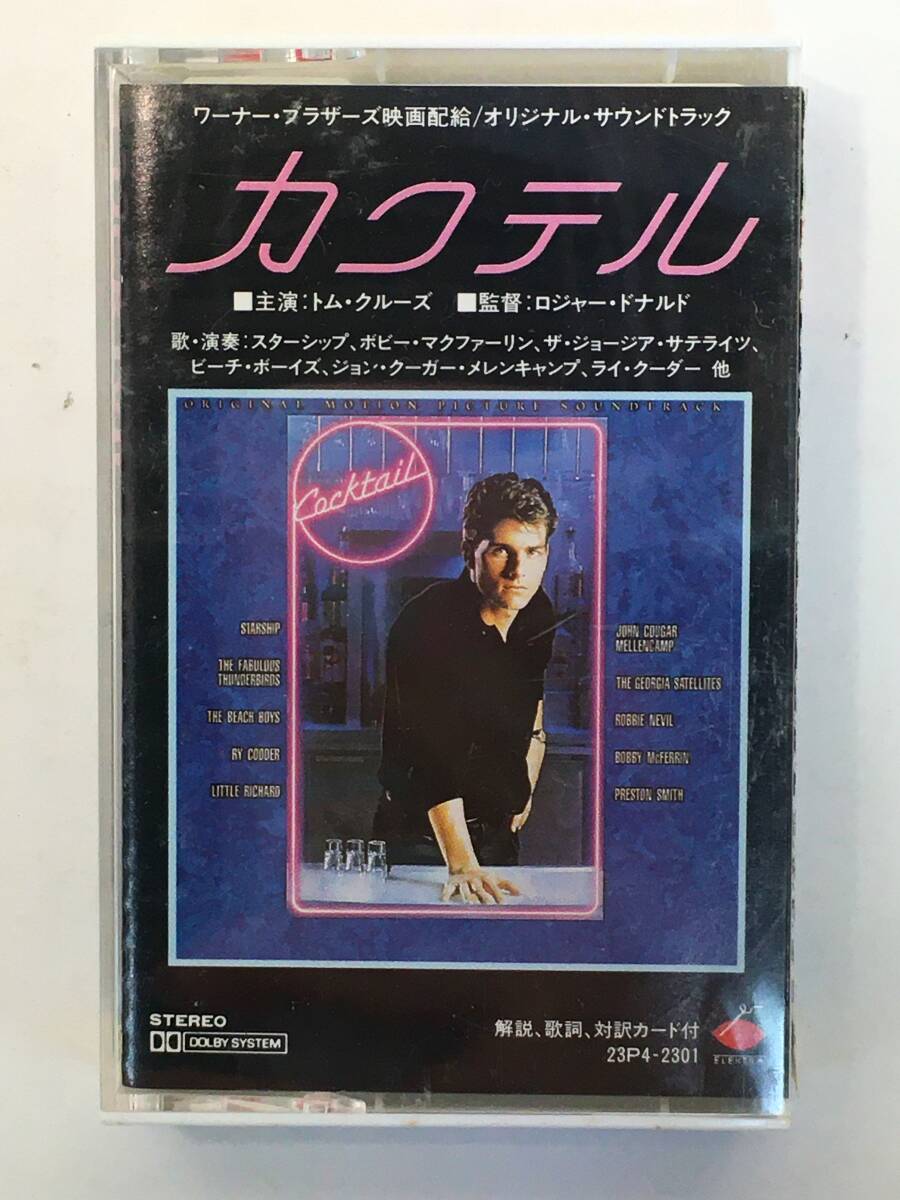 ワーナー・ブラザーズ映画配給/オリジナル・サウンドトラック
カクテル
■主演:トム・クルーズ ■監督:ロジャー・ドナルド
歌・演奏:スターシップ、ボビー・マクファーリン、ザ・ジョージア・サテライツ、
ビーチ・ボーイズ、ジョン・クーガー・メレンキャンプ、ライ・クーダー 他
ORIGINAL MOTION PICTURE SOUNDTRACK
Cocktail
STARSHIP
THE FABULOUS
THUNDERBIRDS
THE BEACH BOYS
RY COODER
LITTLE RICHARD
JOHN COUGAR
MELLENCAMP
THE GEORGIA SATELLITES
ROBBIE NEVIL
BOBBY McFERRIN
PRESTON SMITH
STEREO
DOLBY SYSTEM
解説、歌詞、対訳カード付
23P4-2301
ELEKTRA